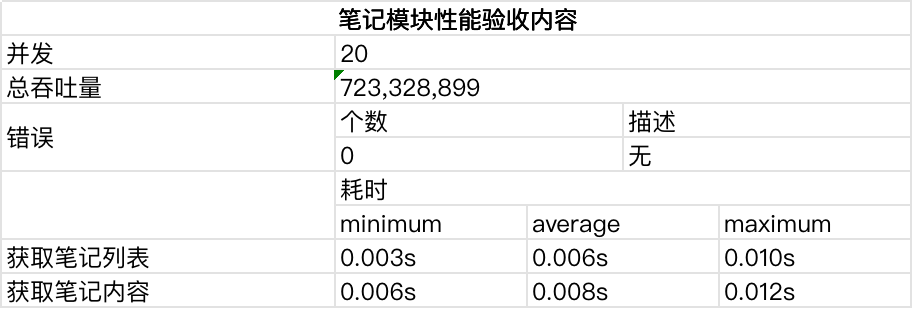 笔记模块性能验收内容
并发 20
总吞吐量 723,328,899
错误 个数 描述
0 无
耗时
minimum average maximum
获取笔记列表 0.003s 0.006s 0.010s
获取笔记内容 0.006s 0.008s 0.012s